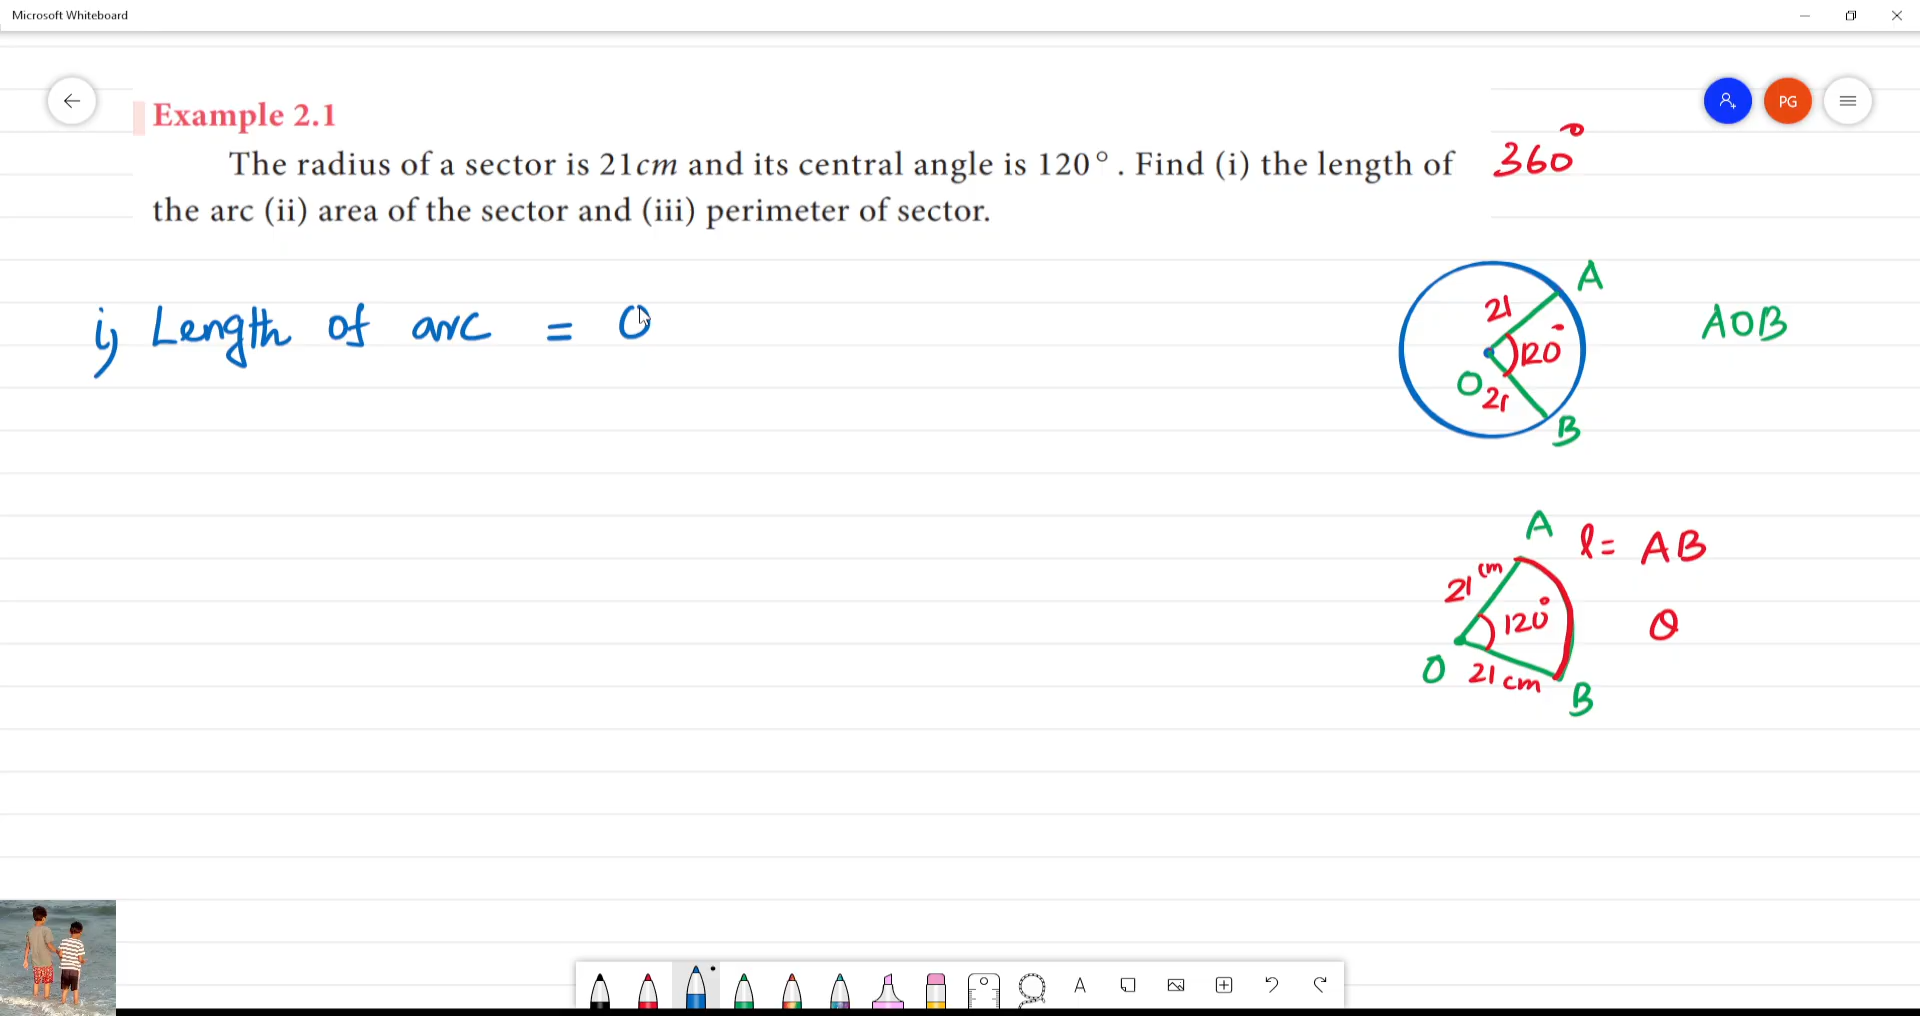 Microsoft Whiteboard
PG
Example 2.1
The radius of a sector is 21cm and its central angle is 120°. Find (i) the length of
the arc (ii) area of the sector and (iii) perimeter of sector.
360°
i) Length of arc = 0
A
21
120°
O
21
B
AOB
A
l = AB
21 cm
120°
θ
O
21 cm
B
A